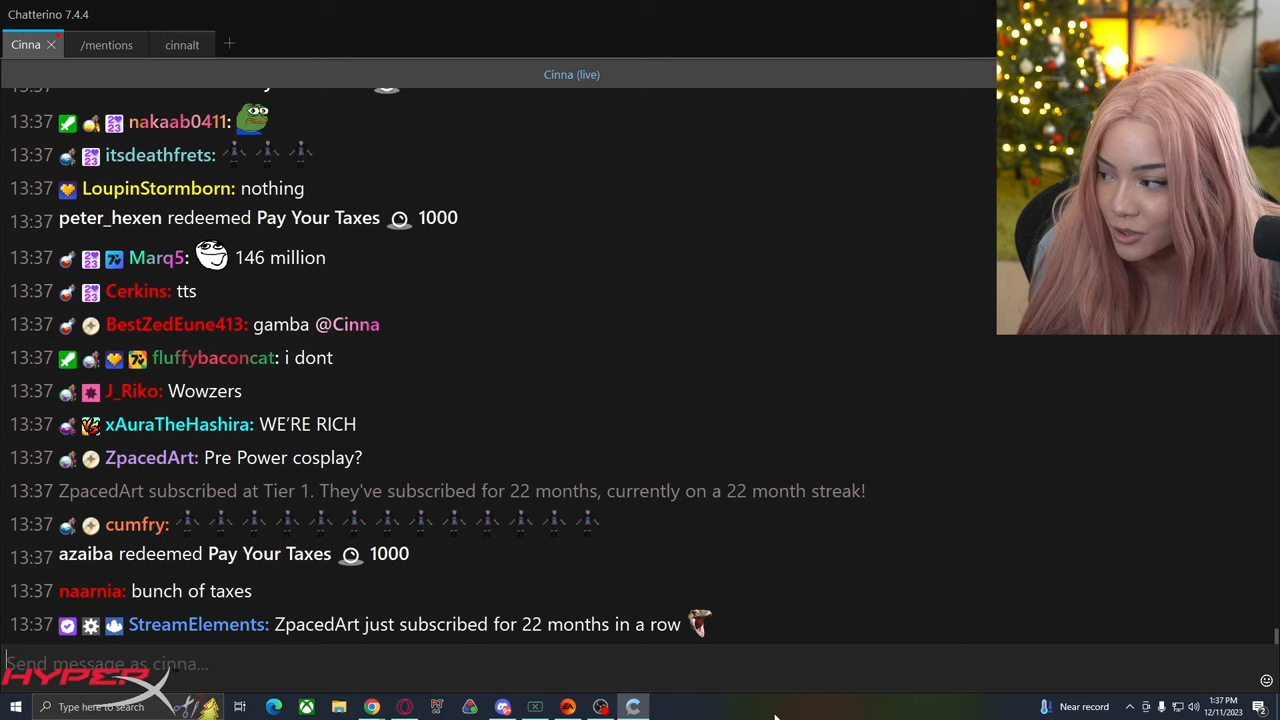 Chatterino 7.4.4
Cinna /mentions cinnalt
Cinna (live)
13:37 nakaab0411:
13:37 itsdeathfrets:
13:37 LoupinStormborn: nothing
13:37 peter_hexen redeemed Pay Your Taxes 1000
13:37 Marq5: 146 million
13:37 Cerkins: tts
13:37 BestZedEune413: gamba @Cinna
13:37 fluffybaconcat: i dont
13:37 J_Riko: Wowzers
13:37 xAuraTheHashira: WE'RE RICH
13:37 ZpacedArt: Pre Power cosplay?
13:37 ZpacedArt subscribed at Tier 1. They've subscribed for 22 months, currently on a 22 month streak!
13:37 cumfry:
13:37 azaiba redeemed Pay Your Taxes 1000
13:37 naarnia: bunch of taxes
13:37 StreamElements: ZpacedArt just subscribed for 22 months in a row
Send message as cinna...
HYPERX
Type here to search
Near record
1:37 PM
12/11/2023